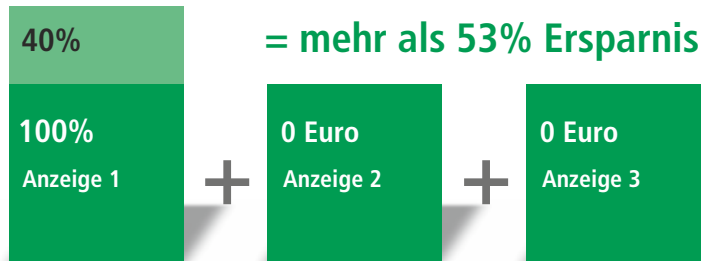 40%
= mehr als 53% Ersparnis
100%
Anzeige 1
+
0 Euro
Anzeige 2
+
0 Euro
Anzeige 3